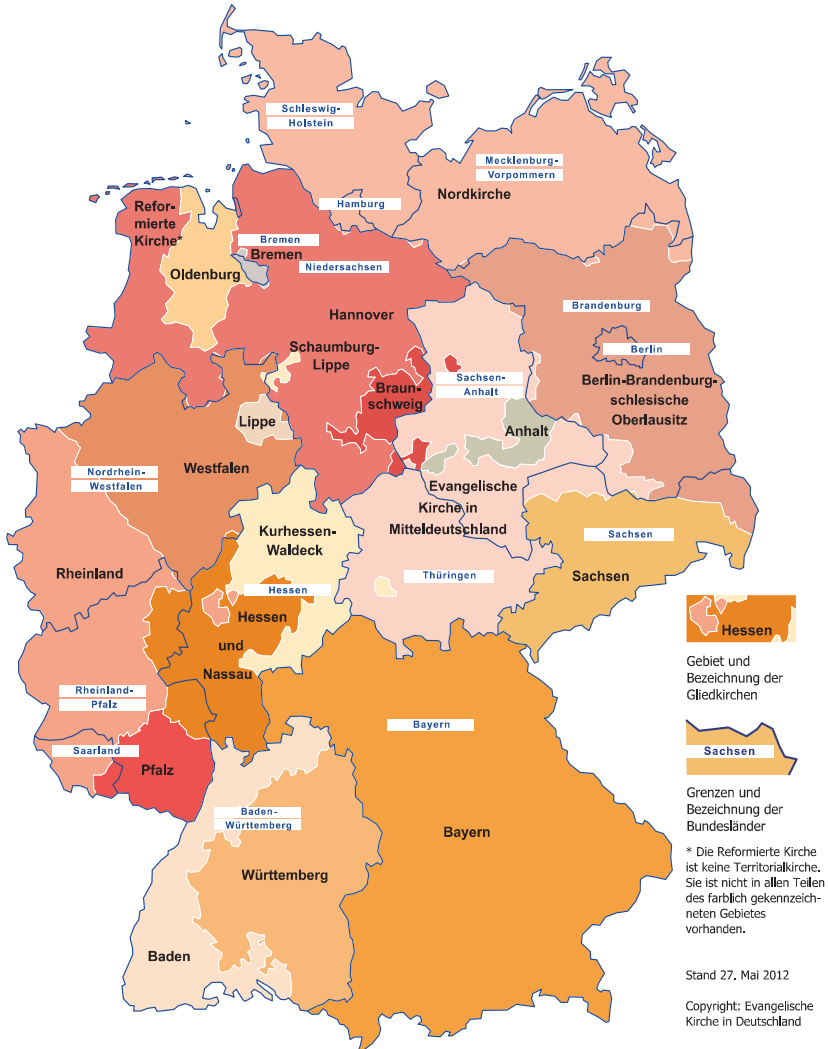 Schleswig-
Holstein
Mecklenburg-
Vorpommern
Nordkirche
Hamburg
Refor-
mierte
Kirche*
Bremen
Bremen
Oldenburg
Niedersachsen
Hannover
Brandenburg
Schaumburg-
Lippe
Berlin
Braun-
schweig
Sachsen-
Anhalt
Berlin-Brandenburg-
schlesische
Oberlausitz
Lippe
Anhalt
Westfalen
Nordrhein-
Westfalen
Evangelische
Kirche in
Mitteldeutschland
Kurhessen-
Waldeck
Sachsen
Sachsen
Rheinland
Thüringen
Hessen
Hessen
und
Nassau
Hessen
Gebiet und
Bezeichnung der
Gliedkirchen
Rheinland-
Pfalz
Bayern
Saarland
Pfalz
Sachsen
Grenzen und
Bezeichnung der
Bundesländer
Baden-
Württemberg
Bayern
Württemberg
Baden
* Die Reformierte Kirche
ist keine Territorialkirche.
Sie ist nicht in allen Teilen
des farblich gekennzeich-
neten Gebietes
vorhanden.
Stand 27. Mai 2012
Copyright: Evangelische
Kirche in Deutschland